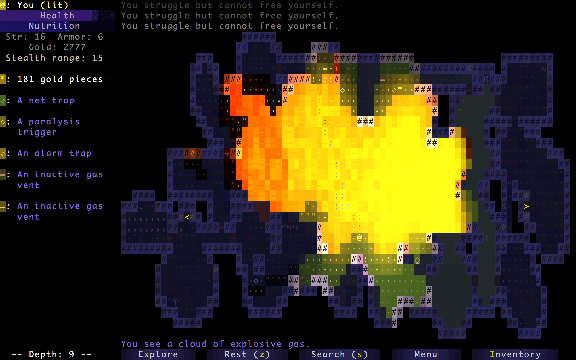 @: You (lit)
Health
Nutrition
Str: 16 Armor: 6
Gold: 2777
Stealth range: 15
*: 181 gold pieces
◇: A net trap
◇: A paralysis
trigger
◇: An alarm trap
=: An inactive gas
vent
=: An inactive gas
vent
-- Depth: 9 --
You struggle but cannot free yourself.
You struggle but cannot free yourself.
You struggle but cannot free yourself.
You see a cloud of explosive gas.
Explore
Rest (z)
Search (s)
Menu
Inventory